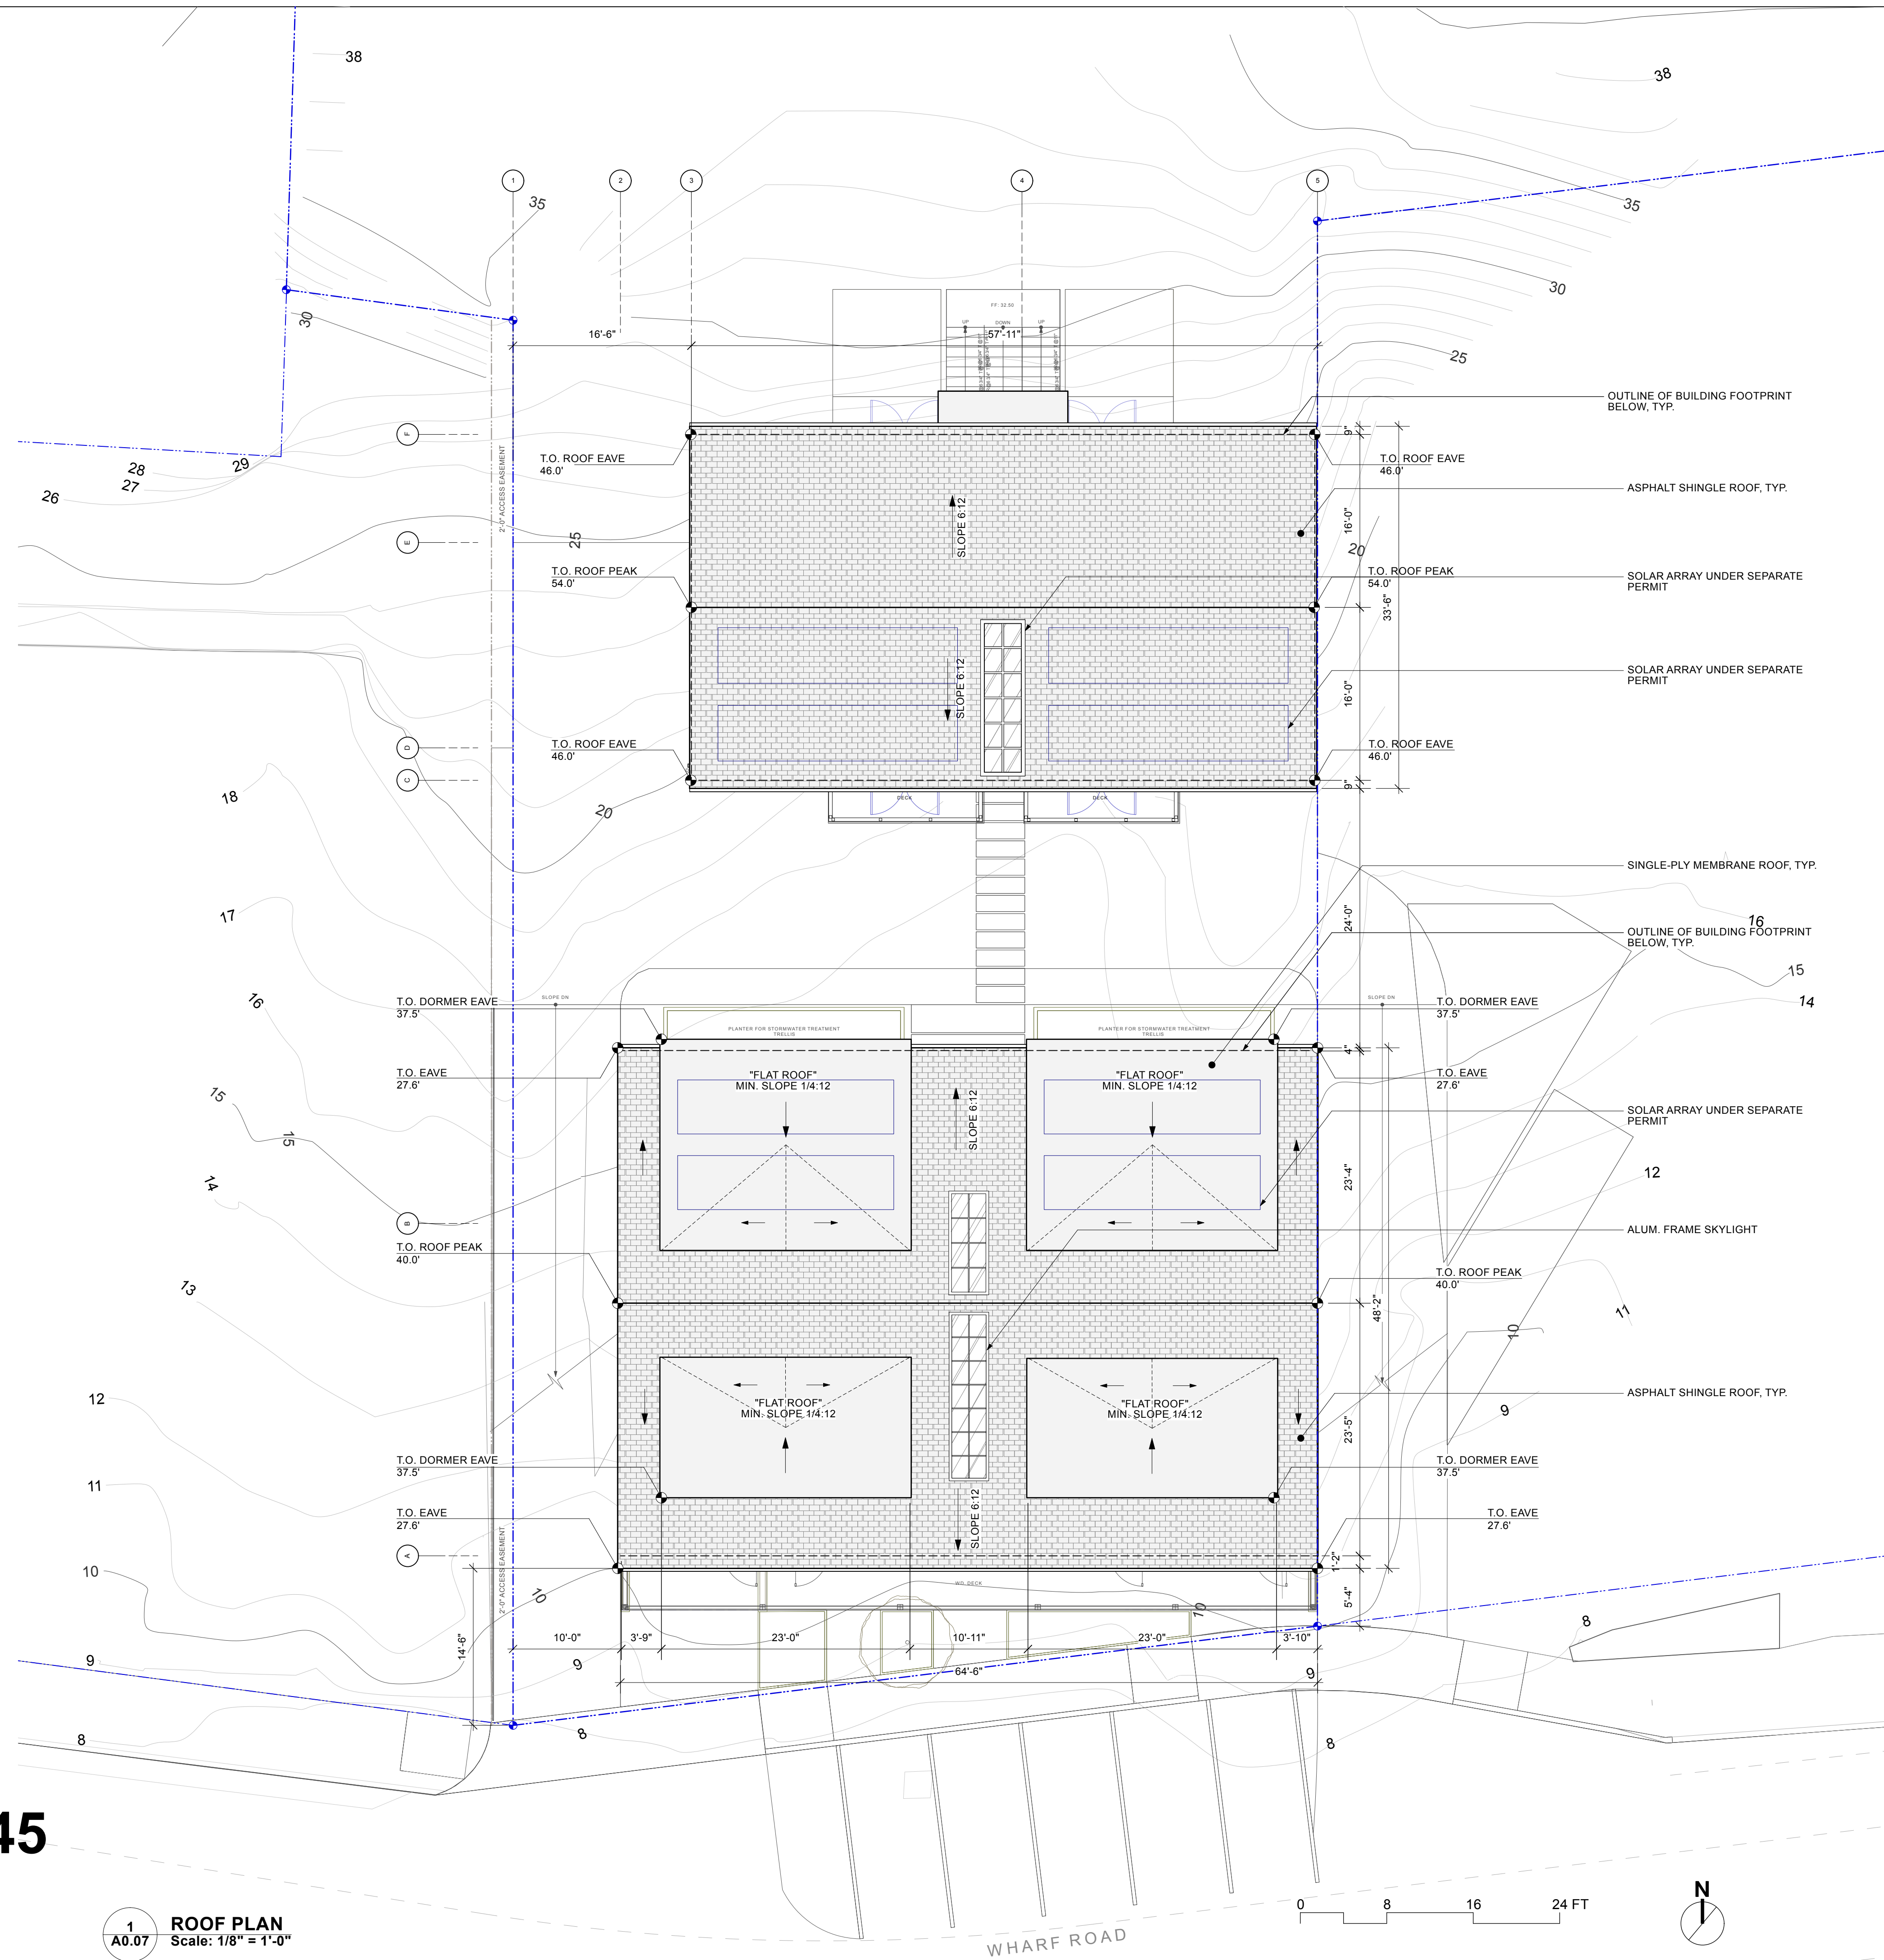 38
38
1
2
3
4
5
35
35
30
30
FF: 32.50
UP
DOWN
UP
16'-6"
57'-11"
25
OUTLINE OF BUILDING FOOTPRINT
BELOW, TYP.
F
9"
T.O. ROOF EAVE
46.0'
T.O. ROOF EAVE
46.0'
28
29
27
26
2'-0" ACCESS EASEMENT
ASPHALT SHINGLE ROOF, TYP.
SLOPE 6:12
16'-0"
E
25
20
T.O. ROOF PEAK
54.0'
T.O. ROOF PEAK
54.0'
SOLAR ARRAY UNDER SEPARATE
PERMIT
33'-6"
SLOPE 6:12
16'-0"
SOLAR ARRAY UNDER SEPARATE
PERMIT
D
T.O. ROOF EAVE
46.0'
T.O. ROOF EAVE
46.0'
C
9"
18
20
DECK
DECK
SINGLE-PLY MEMBRANE ROOF, TYP.
17
24'-0"
16
OUTLINE OF BUILDING FOOTPRINT
BELOW, TYP.
15
16
SLOPE DN
SLOPE DN
14
T.O. DORMER EAVE
37.5'
T.O. DORMER EAVE
37.5'
PLANTER FOR STORMWATER TREATMENT
TRELLIS
PLANTER FOR STORMWATER TREATMENT
TRELLIS
4"
T.O. EAVE
27.6'
T.O. EAVE
27.6'
"FLAT ROOF"
MIN. SLOPE 1/4:12
"FLAT ROOF"
MIN. SLOPE 1/4:12
SLOPE 6:12
15
15
SOLAR ARRAY UNDER SEPARATE
PERMIT
14
23'-4"
12
B
ALUM. FRAME SKYLIGHT
T.O. ROOF PEAK
40.0'
T.O. ROOF PEAK
40.0'
13
48'-2"
11
10
12
"FLAT ROOF"
MIN. SLOPE 1/4:12
"FLAT ROOF"
MIN. SLOPE 1/4:12
ASPHALT SHINGLE ROOF, TYP.
9
23'-5"
T.O. DORMER EAVE
37.5'
T.O. DORMER EAVE
37.5'
11
SLOPE 6:12
T.O. EAVE
27.6'
T.O. EAVE
27.6'
A
2'-0" ACCESS EASEMENT
1'-2"
10
10
WD. DECK
5'-4"
10
8
14'-6"
10'-0"
3'-9"
23'-0"
10'-11"
23'-0"
3'-10"
9
9
64'-6"
9
8
8
8
45
0
8
16
24 FT
N
1
A0.07
ROOF PLAN
Scale: 1/8" = 1'-0"
WHARF ROAD